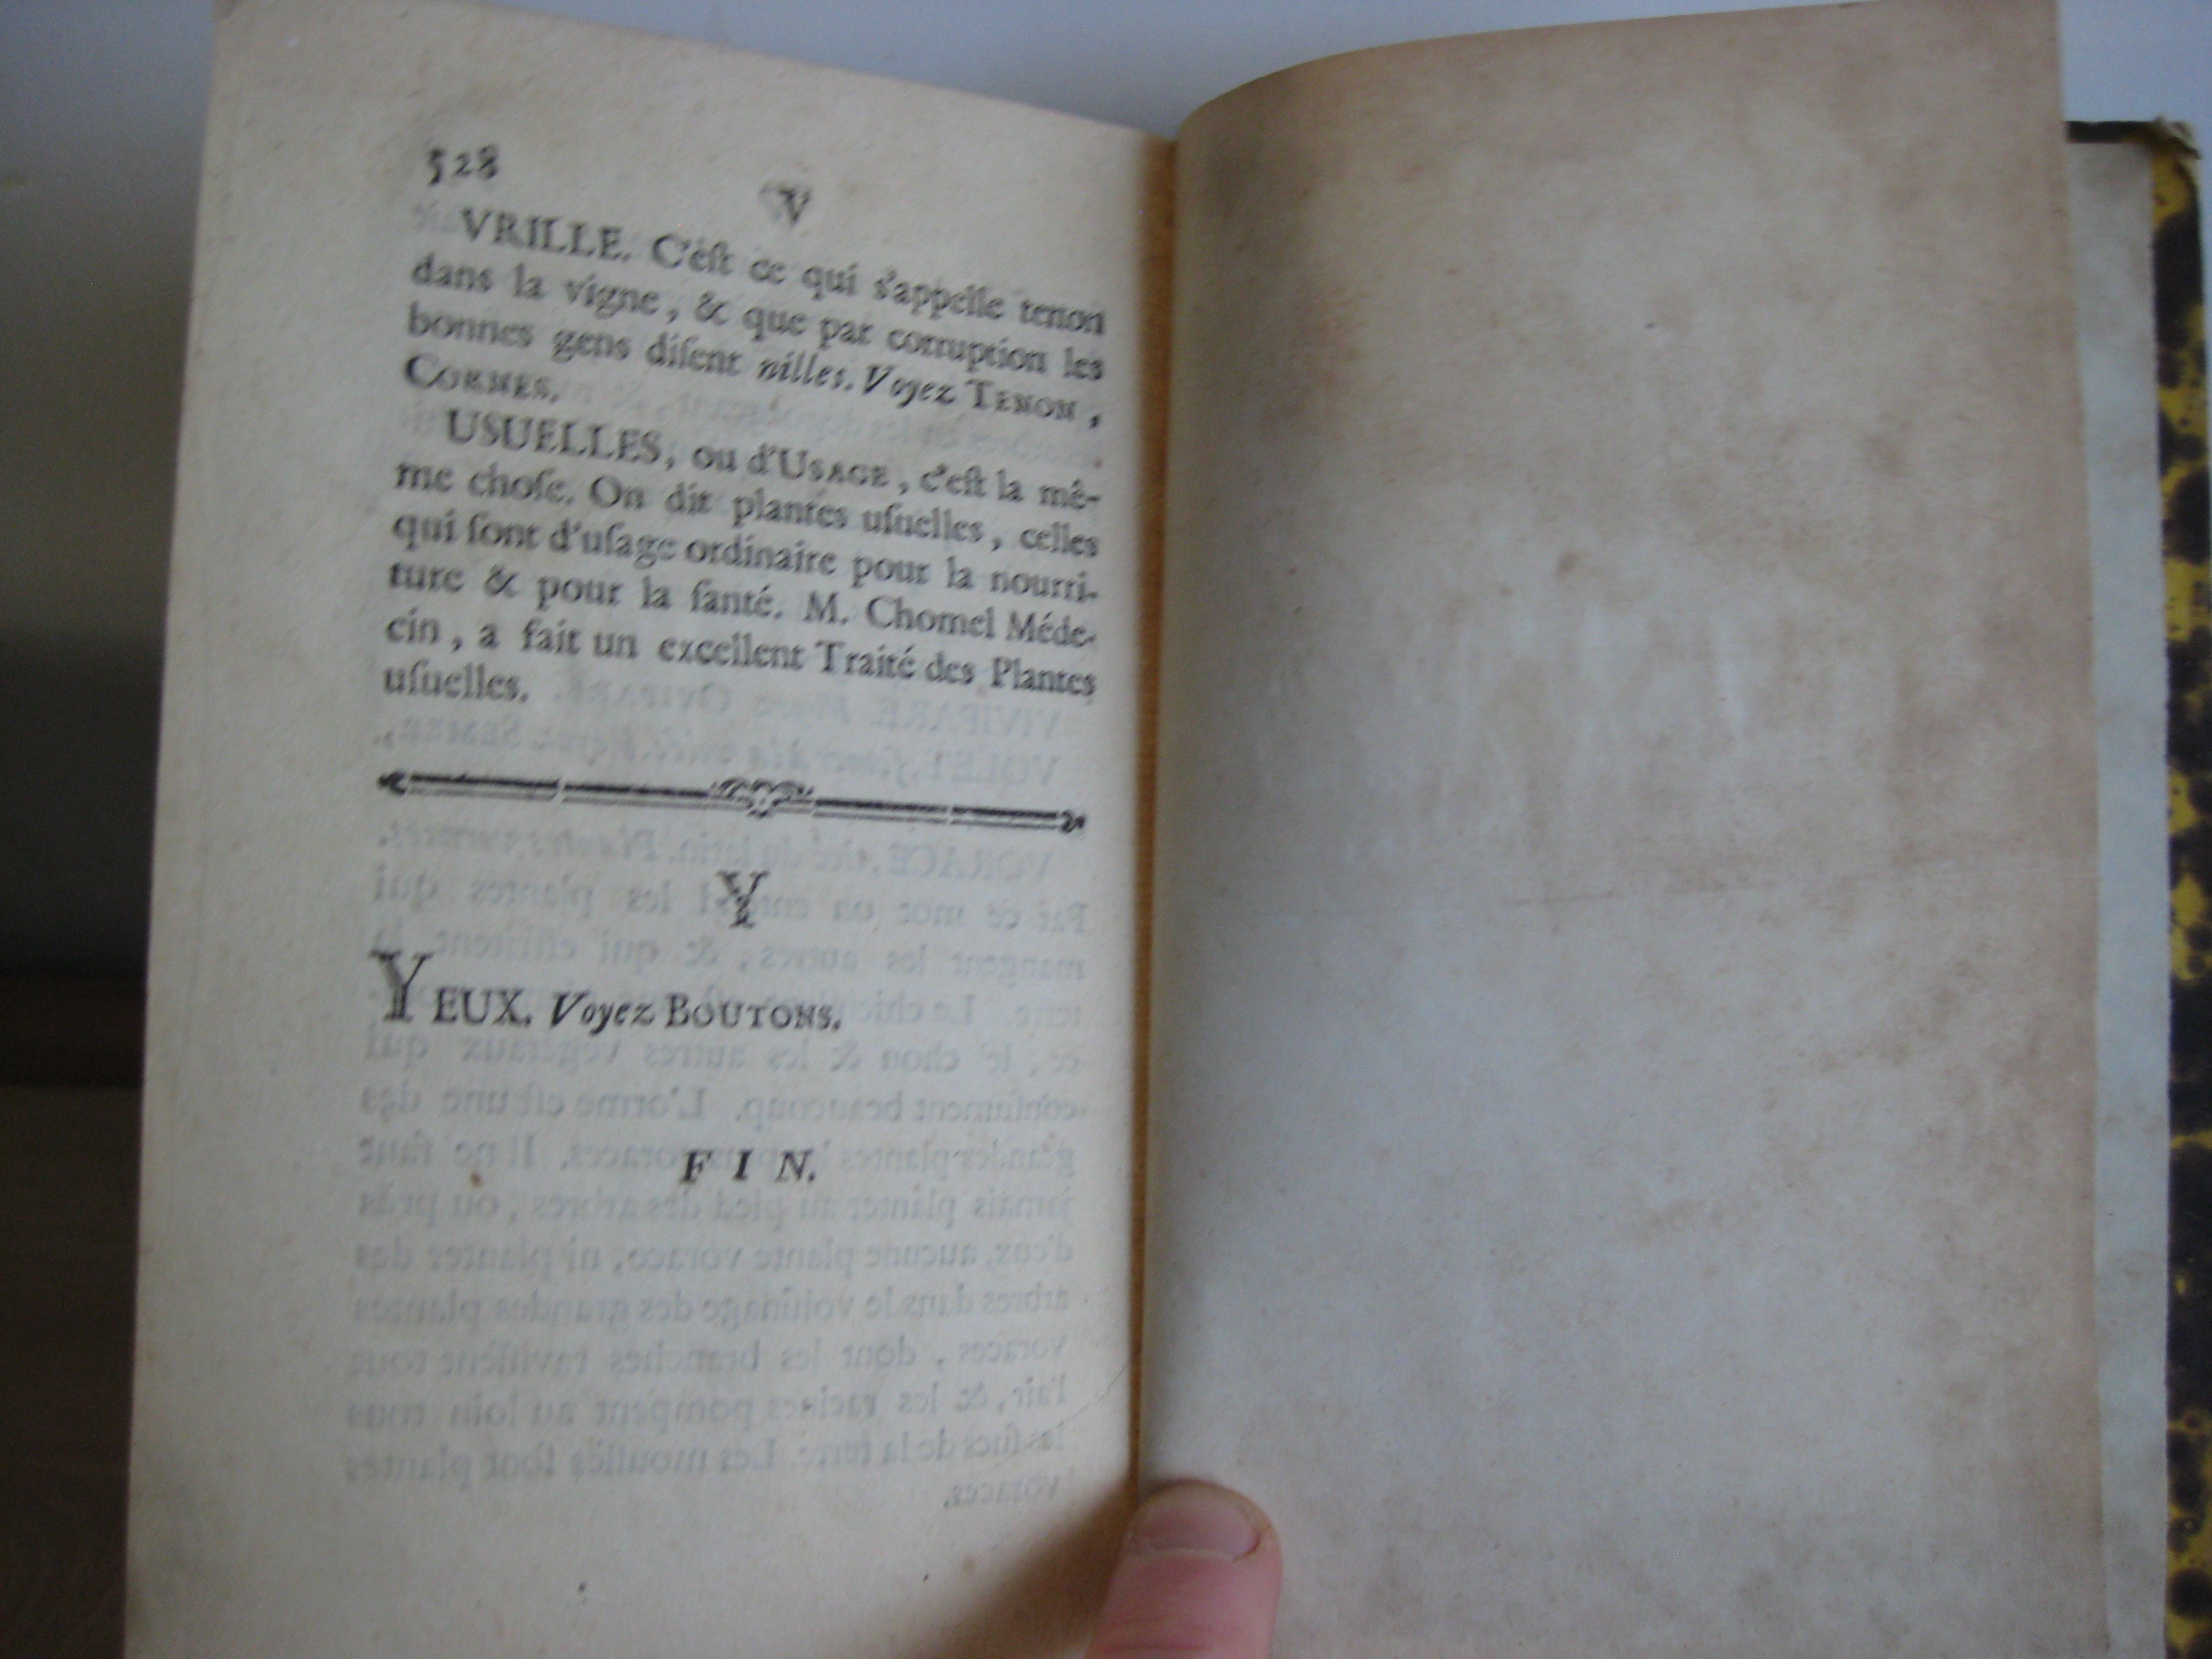 528
V
VRILLE. C'eſt ce qui s'appelle tenon
dans la vigne, & que par corruption les
bonnes gens diſent nilles. Voyez TENON,
CORNES.
USUELLES, ou d'USAGE, c'eſt la mê-
me choſe. On dit plantes uſuelles, celles
qui ſont d'uſage ordinaire pour la nourri-
ture & pour la ſanté. M. Chomel Méde-
cin, a fait un excellent Traité des Plantes
uſuelles.
Y
YEUX. Voyez BOUTONS.
FIN.